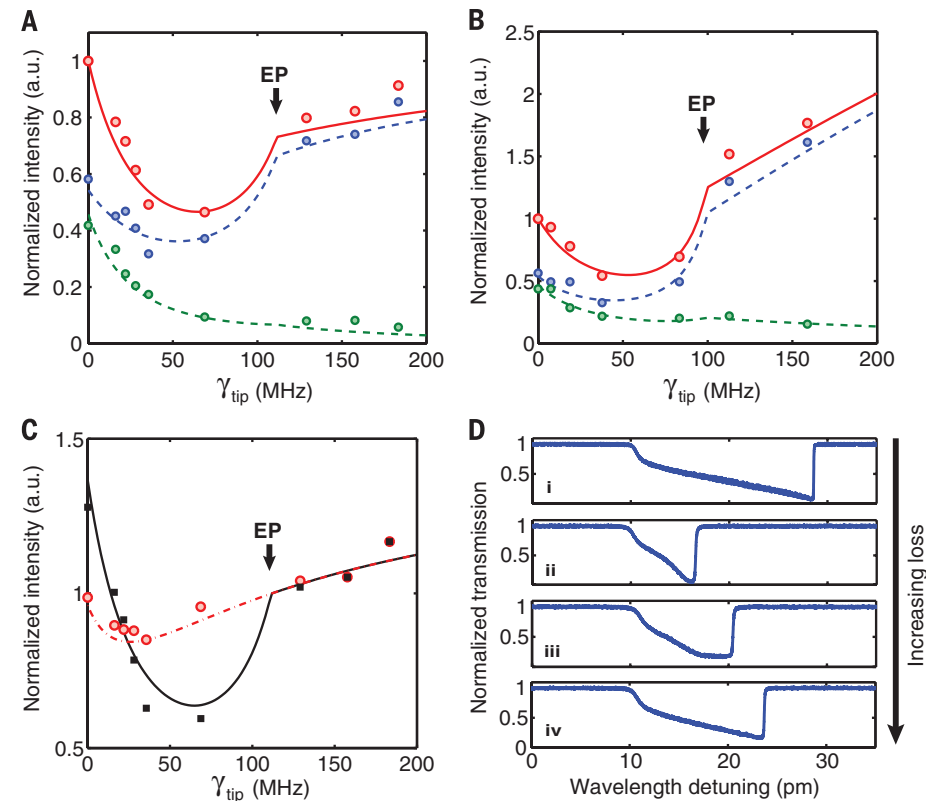 A
Normalized intensity (a.u.)
1
0.8
0.6
0.4
0.2
0
EP
0
50
100
150
200
γtip (MHz)
B
Normalized intensity (a.u.)
2.5
2
1.5
1
0.5
0
EP
0
50
100
150
200
γtip (MHz)
C
Normalized intensity (a.u.)
1.5
1
0.5
EP
0
50
100
150
200
γtip (MHz)
D
Normalized transmission
1
0.5
i
1
0.5
ii
1
0.5
iii
1
0.5
0
iv
0
10
20
30
Wavelength detuning (pm)
Increasing loss